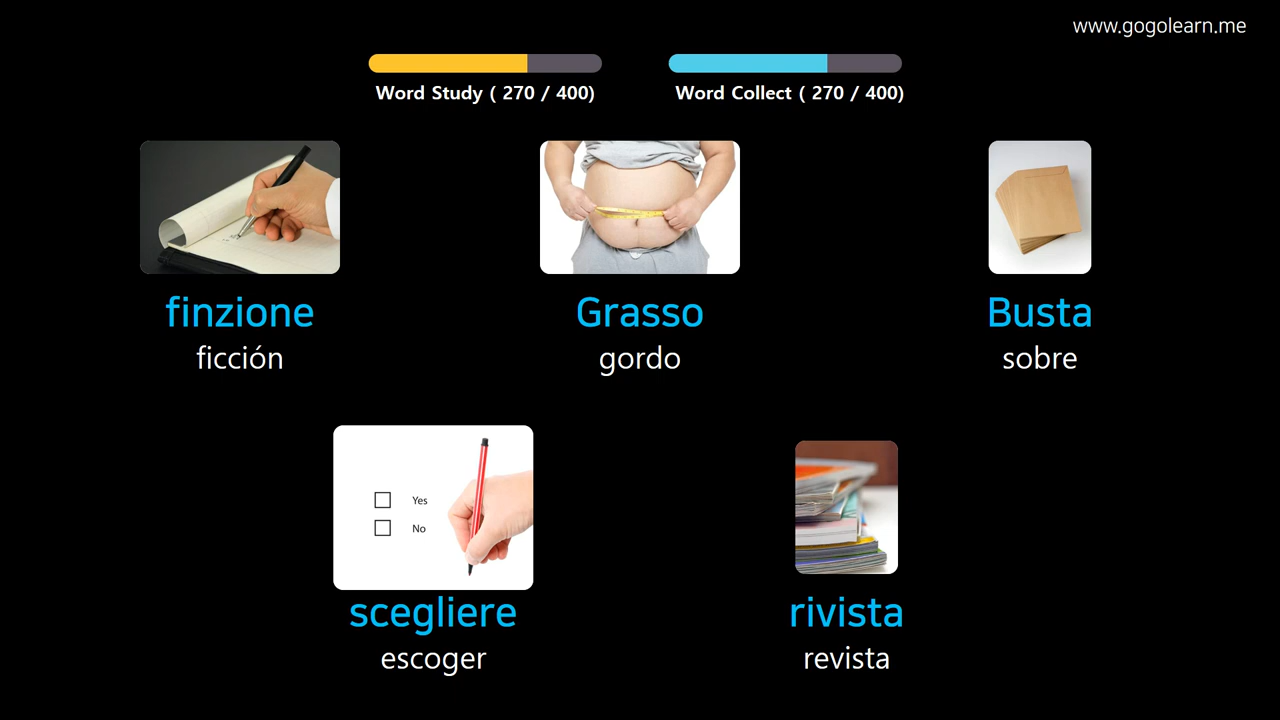 www.gogolearn.me
Word Study ( 270 / 400)
Word Collect ( 270 / 400)
finzione
ficción
Grasso
gordo
Busta
sobre
Yes
No
scegliere
escoger
rivista
revista